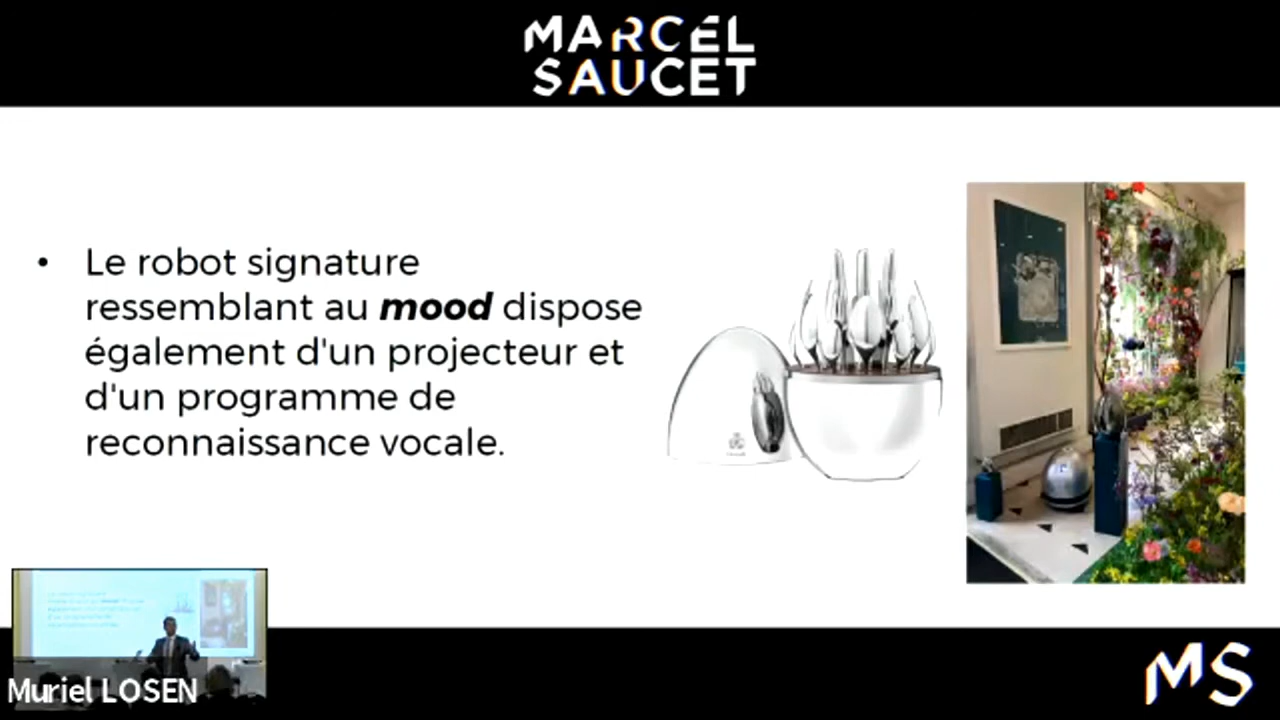 MARCEL
SAUCET
• Le robot signature
ressemblant au mood dispose
également d'un projecteur et
d'un programme de
reconnaissance vocale.
Muriel LOSEN
MS